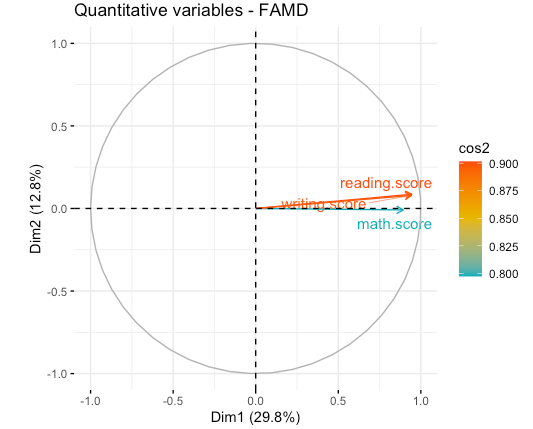 Quantitative variables - FAMD
1.0
0.5
0.0
-0.5
-1.0
Dim2 (12.8%)
reading.score
writing.score
math.score
-1.0 -0.5 0.0 0.5 1.0
Dim1 (29.8%)
cos2
0.900
0.875
0.850
0.825
0.800